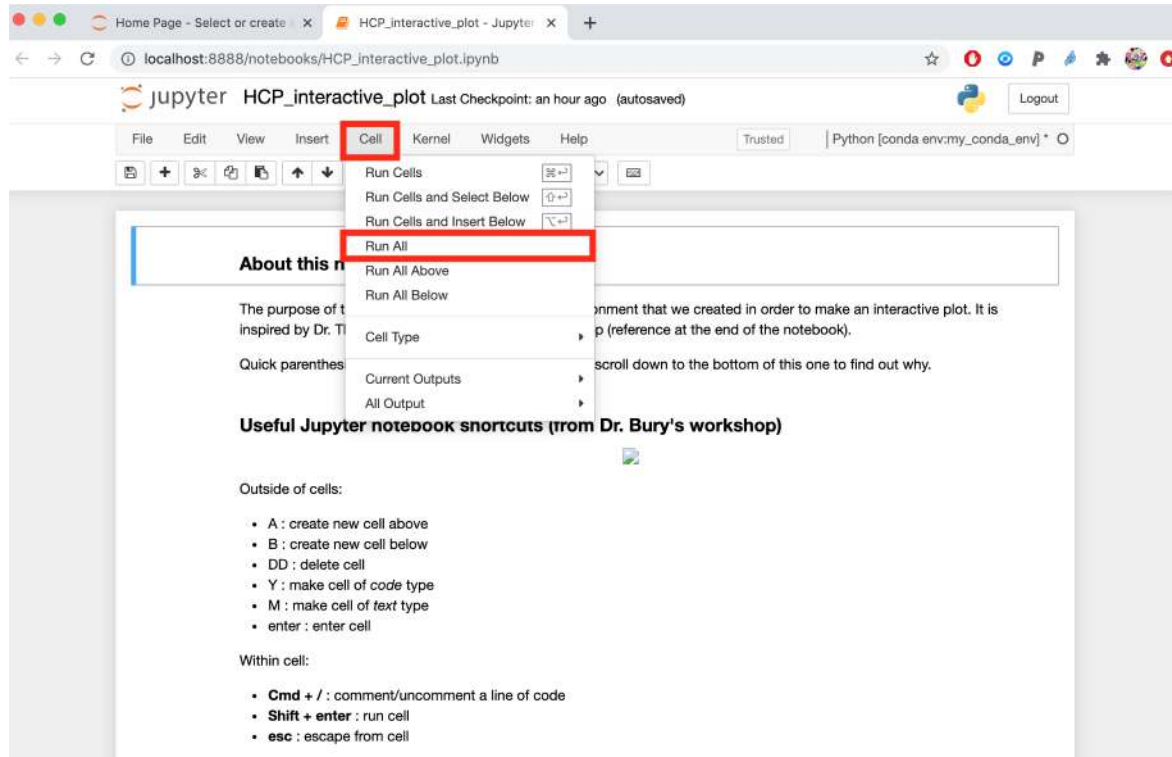 Home Page - Select or create
HCP_interactive_plot - Jupyter
localhost:8888/notebooks/HCP_interactive_plot.ipynb
jupyter HCP_interactive_plot Last Checkpoint: an hour ago (autosaved)
Logout
File Edit View Insert Cell Kernel Widgets Help
Trusted
Python [conda env:my_conda_env] *
Run Cells ⌘↵
Run Cells and Select Below ⇧↵
Run Cells and Insert Below ⌥↵
Run All
Run All Above
Run All Below
Cell Type
Current Outputs
All Output
About this n
The purpose of t onment that we created in order to make an interactive plot. It is
inspired by Dr. T p (reference at the end of the notebook).
Quick parenthes scroll down to the bottom of this one to find out why.
Useful Jupyter notebook shortcuts (from Dr. Bury's workshop)
Outside of cells:
• A : create new cell above
• B : create new cell below
• DD : delete cell
• Y : make cell of code type
• M : make cell of text type
• enter : enter cell
Within cell:
• Cmd + / : comment/uncomment a line of code
• Shift + enter : run cell
• esc : escape from cell